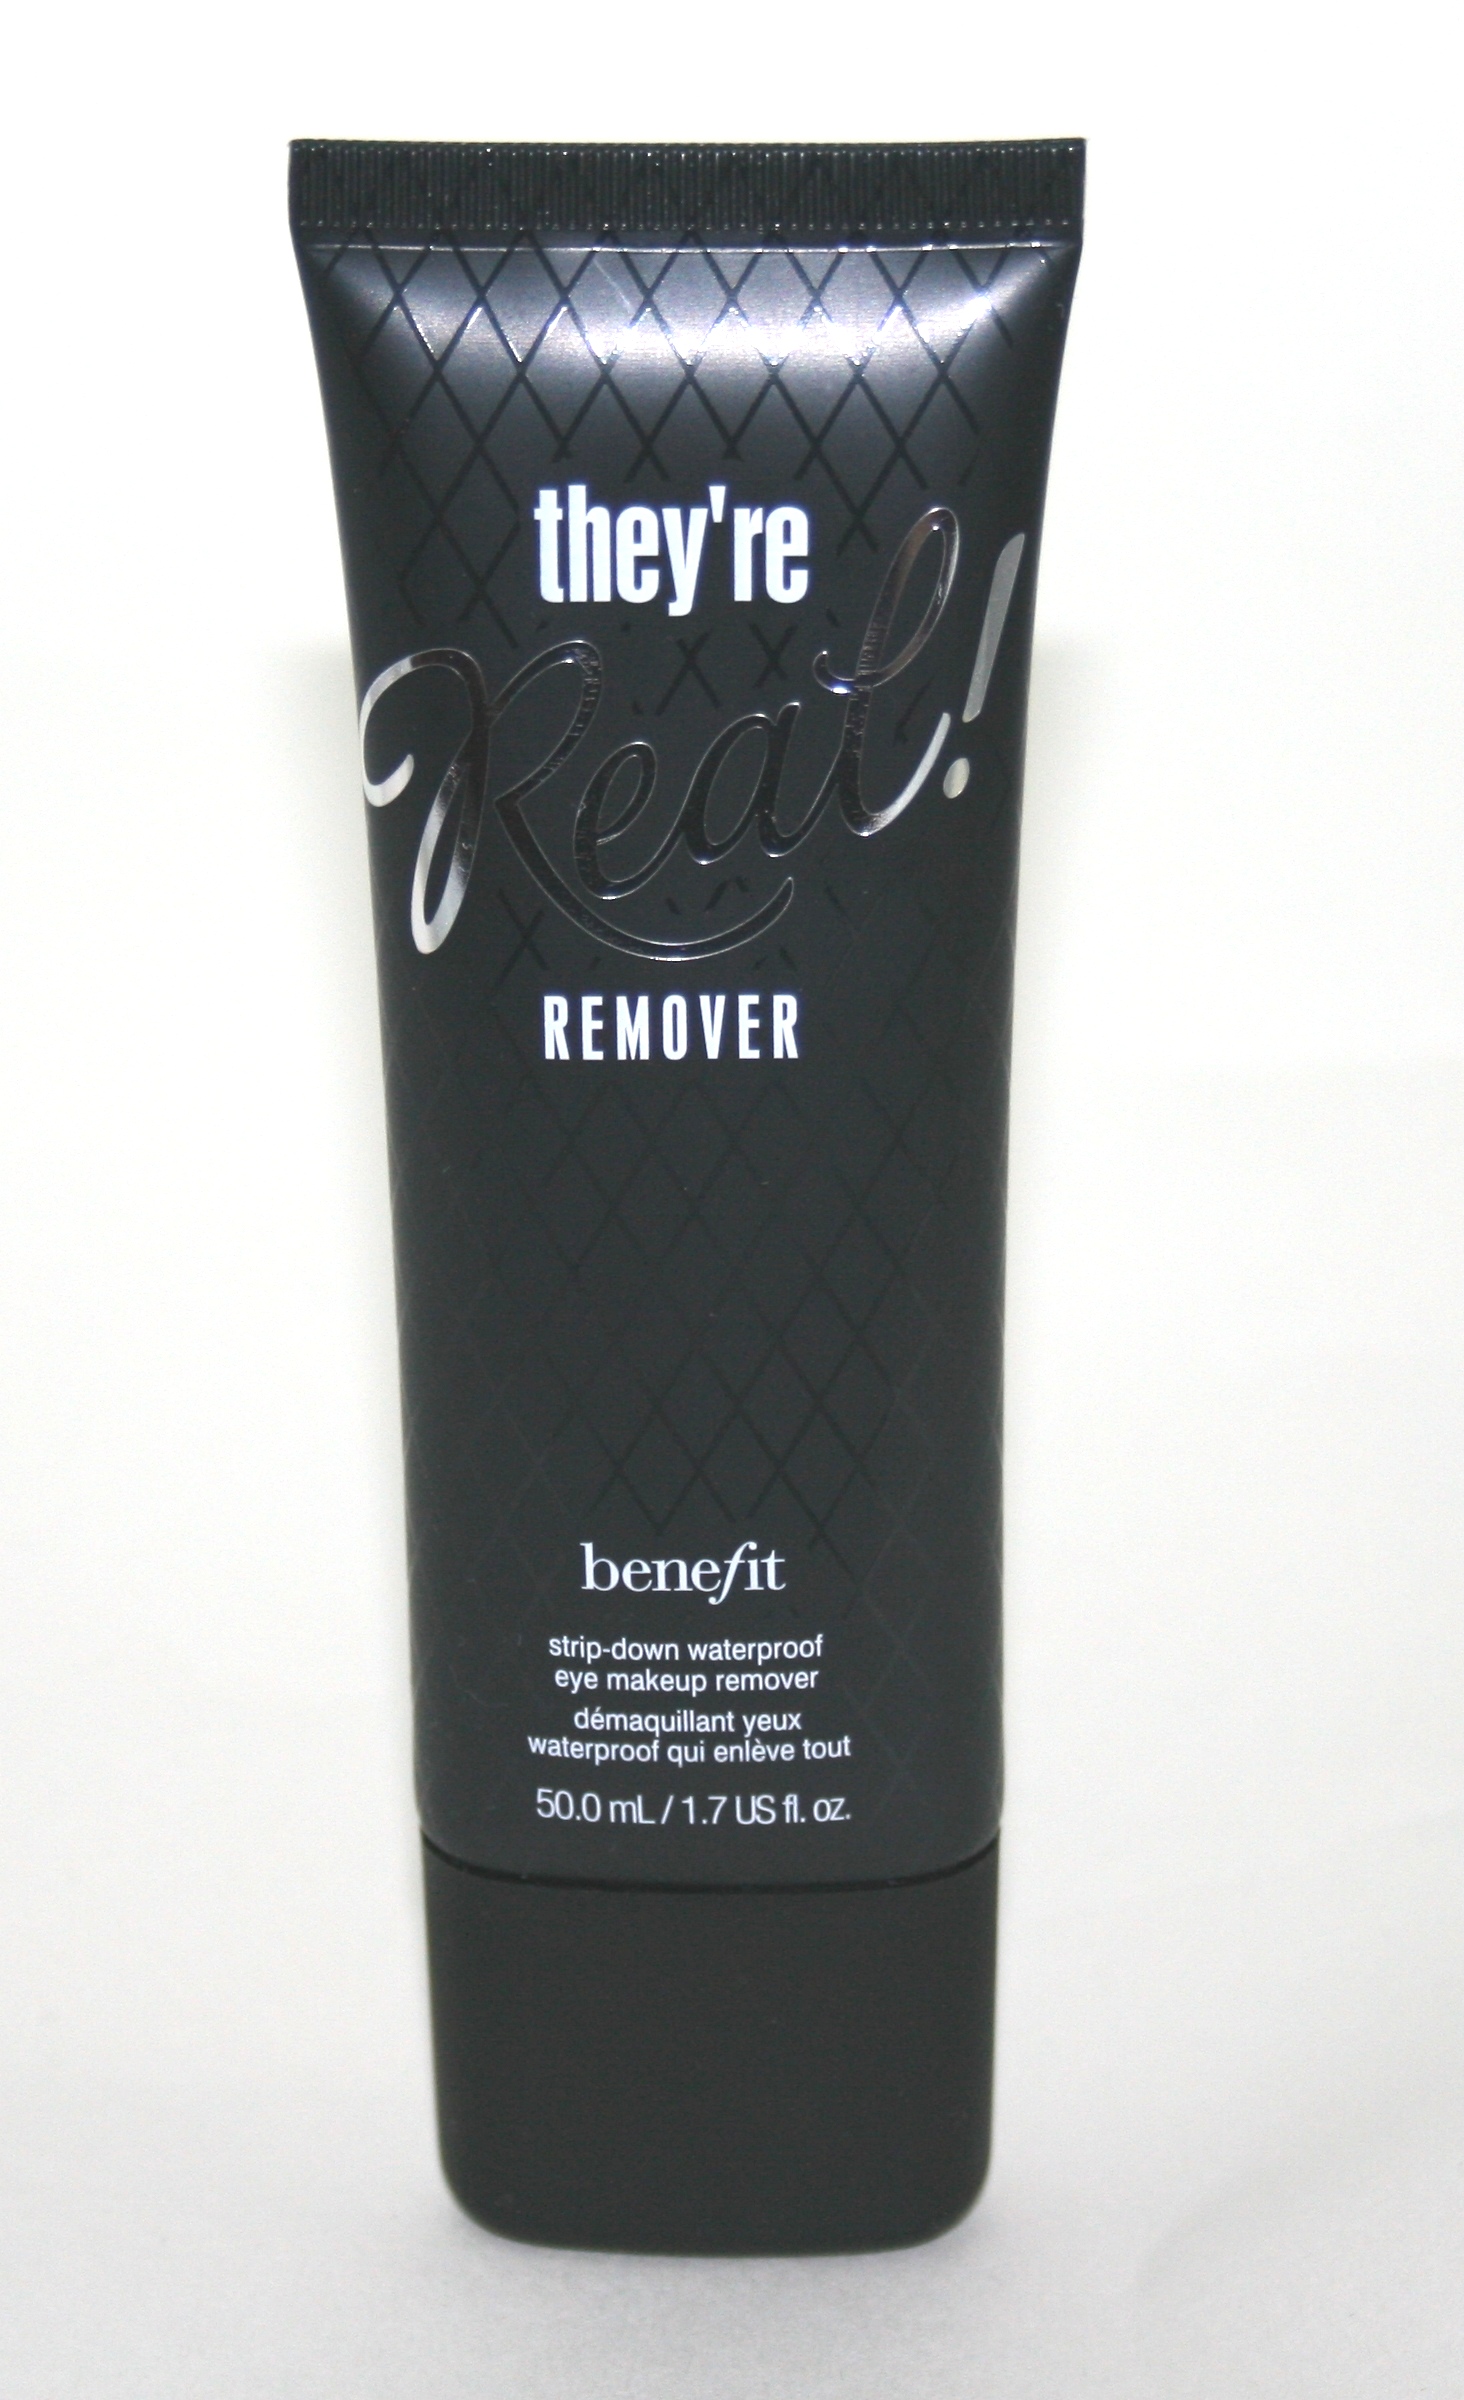 they're
Real!
REMOVER
benefit
strip-down waterproof
eye makeup remover
démaquillant yeux
waterproof qui enlève tout
50.0 mL / 1.7 US fl. oz.